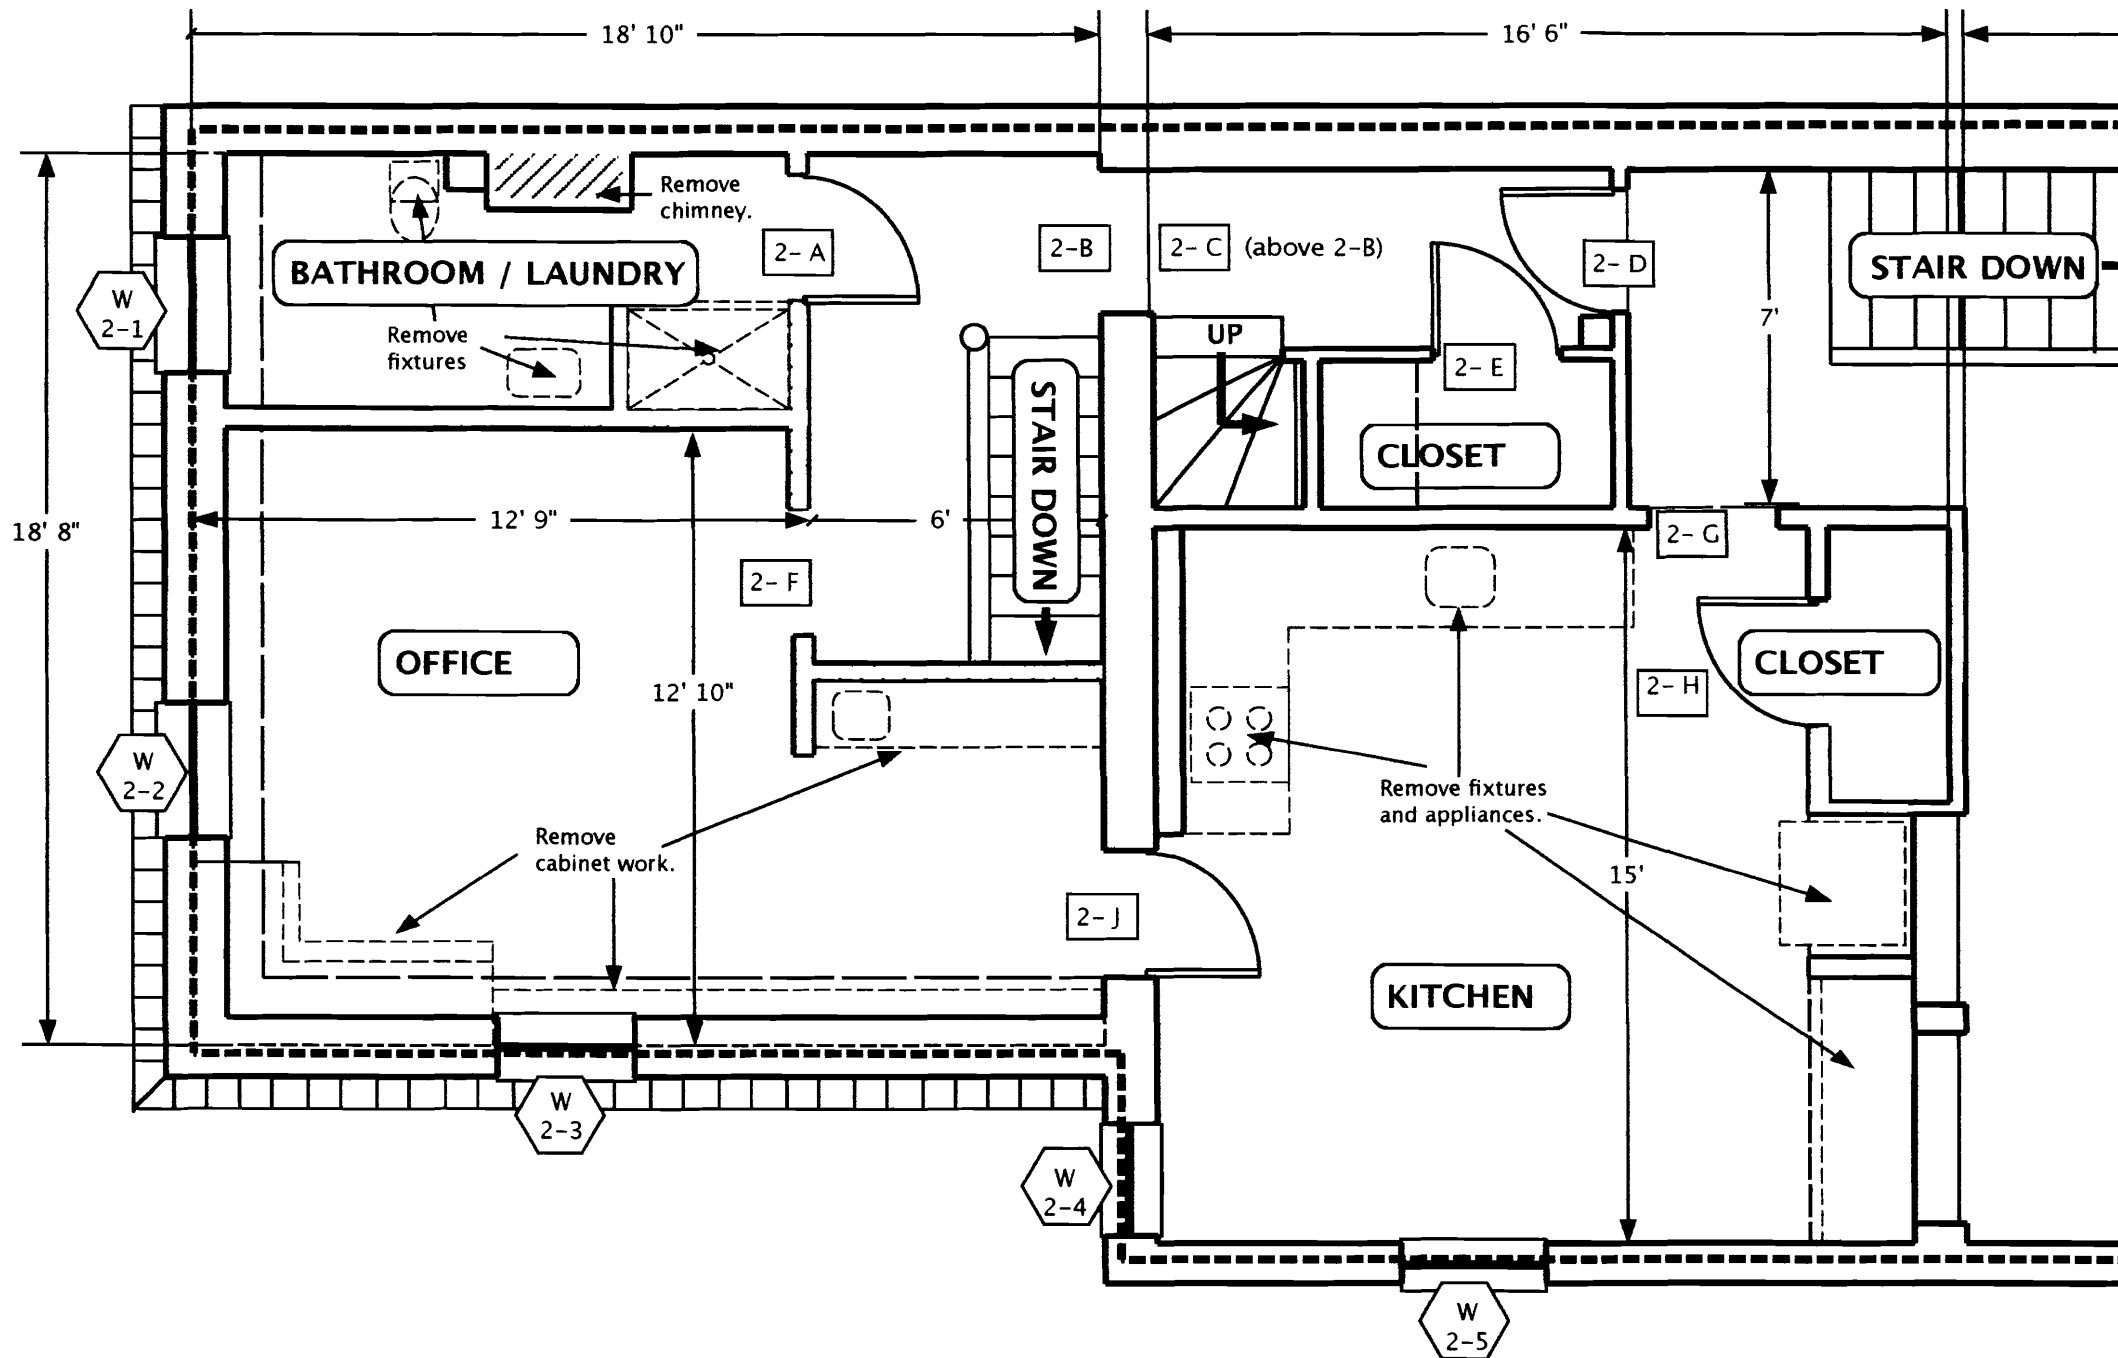 18' 10"
16' 6"
Remove
chimney.
2- A
2-B
2- C (above 2-B)
2- D
BATHROOM / LAUNDRY
STAIR DOWN
W
2-1
Remove
fixtures
UP
7'
2- E
CLOSET
STAIR DOWN
18' 8"
12' 9"
6'
2- G
2- F
OFFICE
12' 10"
2- H
CLOSET
W
2-2
Remove
cabinet work.
Remove fixtures
and appliances.
15'
2- J
KITCHEN
W
2-3
W
2-4
W
2-5